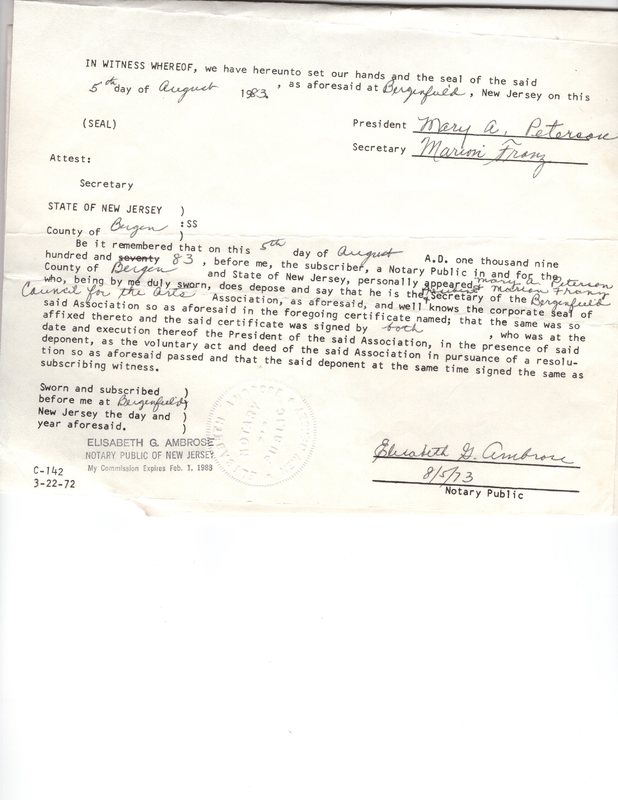 IN WITNESS WHEREOF, we have hereunto set our hands and the seal of the said
5th day of August 1983, as aforesaid at Bergenfield, New Jersey on this
(SEAL)
President Mary A. Peterson
Secretary Marion Franz
Attest:
Secretary
STATE OF NEW JERSEY )
:SS
County of Bergen )
Be it remembered that on this 5th day of August A.D. one thousand nine
hundred and seventy 83, before me, the subscriber, a Notary Public in and for the
County of Bergen and State of New Jersey, personally appeared Mary A. Peterson
who, being by me duly sworn, does depose and say that he is the President Marion Franz Secretary of the Bergenfield
Council for the Arts Association, as aforesaid, and well knows the corporate seal of
said Association so as aforesaid in the foregoing certificate named; that the same was so
affixed thereto and the said certificate was signed by both, who was at the
date and execution thereof the President of the said Association, in the presence of said
deponent, as the voluntary act and deed of the said Association in pursuance of a resolu-
tion so as aforesaid passed and that the said deponent at the same time signed the same as
subscribing witness.
Sworn and subscribed )
before me at Bergenfield )
New Jersey the day and )
year aforesaid. )
ELISABETH G. AMBROSE
NOTARY PUBLIC OF NEW JERSEY
My Commission Expires Feb. 1, 1988
Elisabeth G. Ambrose
8/5/73
Notary Public
C-142
3-22-72